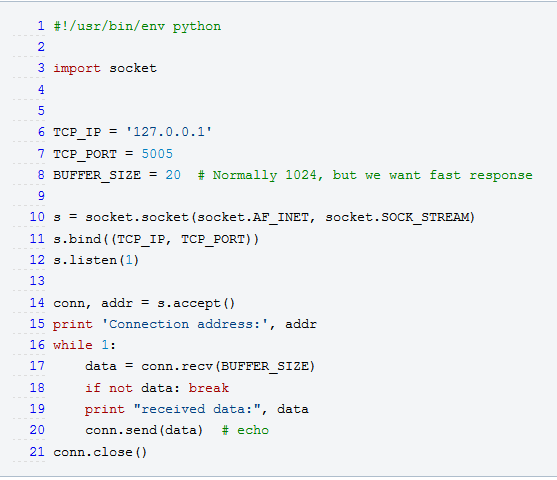 1 #!/usr/bin/env python
2
3 import socket
4
5
6 TCP_IP = '127.0.0.1'
7 TCP_PORT = 5005
8 BUFFER_SIZE = 20  # Normally 1024, but we want fast response
9
10 s = socket.socket(socket.AF_INET, socket.SOCK_STREAM)
11 s.bind((TCP_IP, TCP_PORT))
12 s.listen(1)
13
14 conn, addr = s.accept()
15 print 'Connection address:', addr
16 while 1:
17     data = conn.recv(BUFFER_SIZE)
18     if not data: break
19     print "received data:", data
20     conn.send(data)  # echo
21 conn.close()